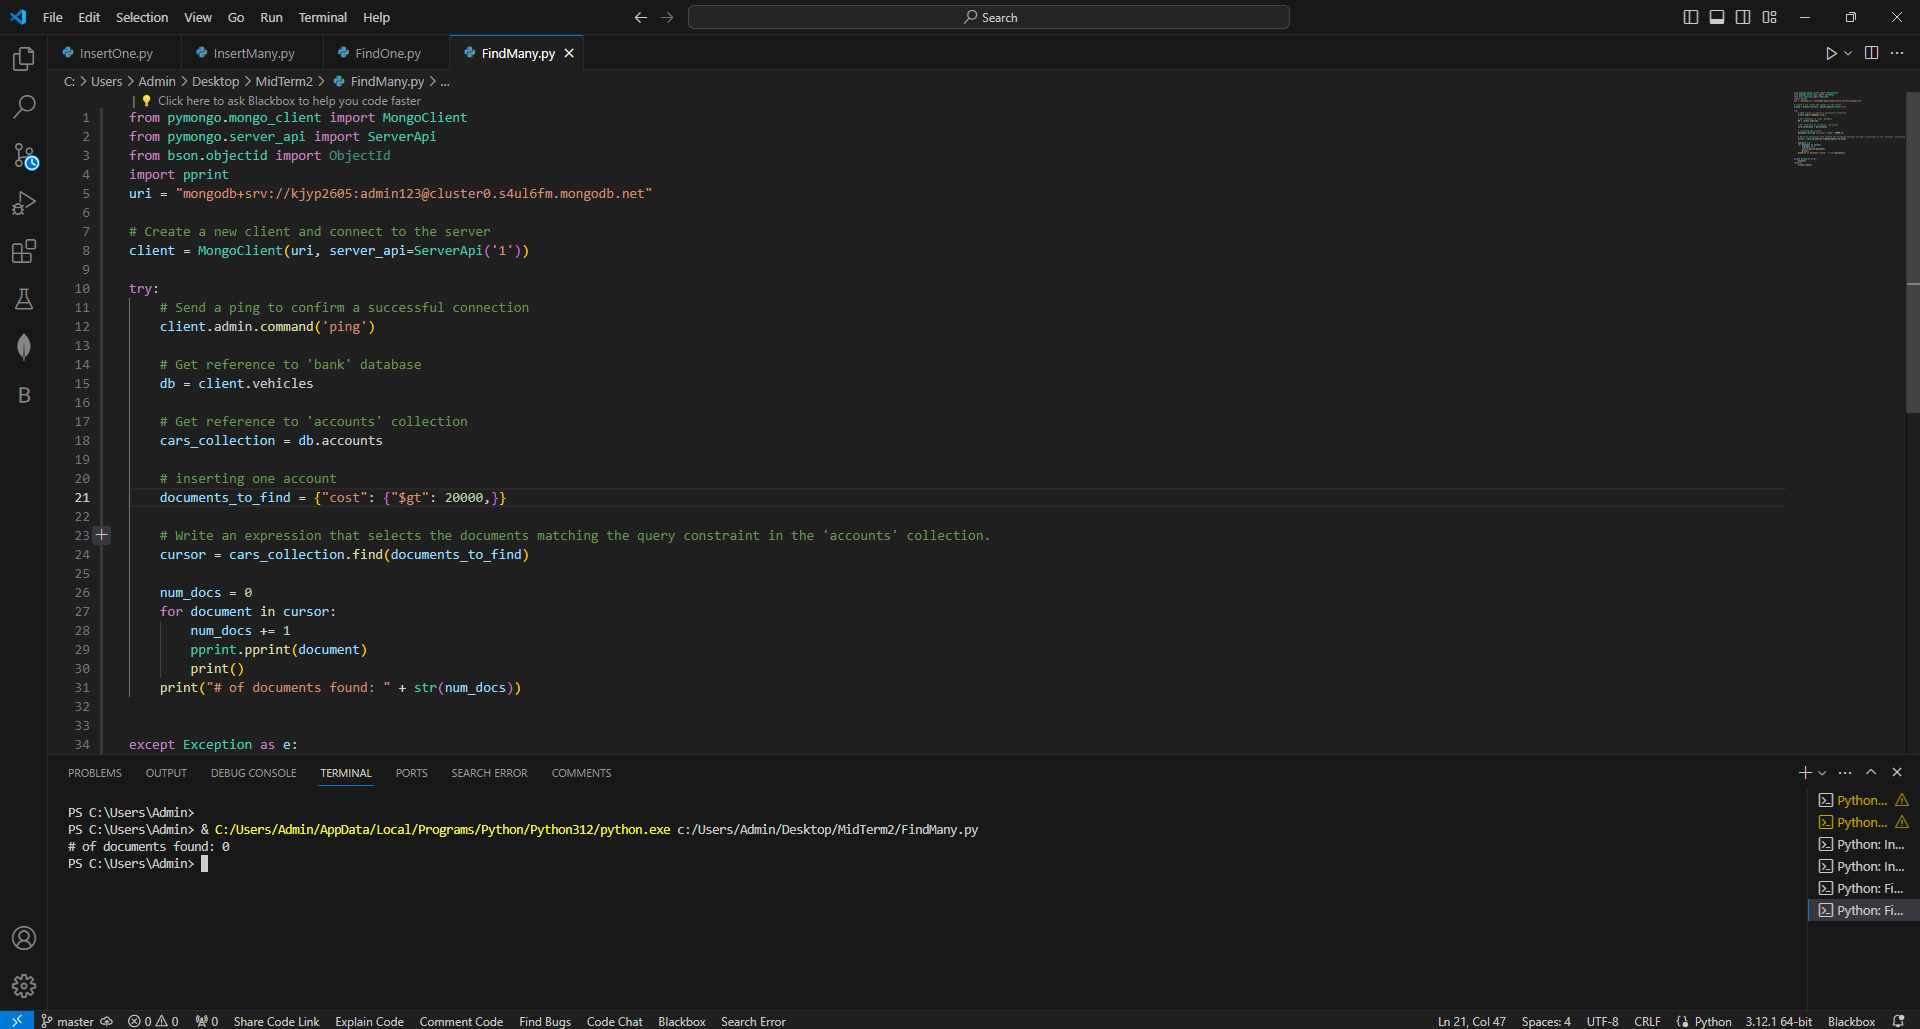 File Edit Selection View Go Run Terminal Help
Search
InsertOne.py InsertMany.py FindOne.py FindMany.py
C: > Users > Admin > Desktop > MidTerm2 > FindMany.py > ...
Click here to ask Blackbox to help you code faster
1 from pymongo.mongo_client import MongoClient
2 from pymongo.server_api import ServerApi
3 from bson.objectid import ObjectId
4 import pprint
5 uri = "mongodb+srv://kjyp2605:admin123@cluster0.s4ul6fm.mongodb.net"
6
7 # Create a new client and connect to the server
8 client = MongoClient(uri, server_api=ServerApi('1'))
9
10 try:
11 # Send a ping to confirm a successful connection
12 client.admin.command('ping')
13
14 # Get reference to 'bank' database
15 db = client.vehicles
16
17 # Get reference to 'accounts' collection
18 cars_collection = db.accounts
19
20 # inserting one account
21 documents_to_find = {"cost": {"$gt": 20000,}}
22
23 # Write an expression that selects the documents matching the query constraint in the 'accounts' collection.
24 cursor = cars_collection.find(documents_to_find)
25
26 num_docs = 0
27 for document in cursor:
28 num_docs += 1
29 pprint.pprint(document)
30 print()
31 print("# of documents found: " + str(num_docs))
32
33
34 except Exception as e:
PROBLEMS OUTPUT DEBUG CONSOLE TERMINAL PORTS SEARCH ERROR COMMENTS
PS C:\Users\Admin>
PS C:\Users\Admin> & C:/Users/Admin/AppData/Local/Programs/Python/Python312/python.exe c:/Users/Admin/Desktop/MidTerm2/FindMany.py
# of documents found: 0
PS C:\Users\Admin>
Python...
Python...
Python: In...
Python: In...
Python: Fi...
Python: Fi...
B
master 0 0 0 Share Code Link Explain Code Comment Code Find Bugs Code Chat Blackbox Search Error Ln 21, Col 47 Spaces: 4 UTF-8 CRLF Python 3.12.1 64-bit Blackbox